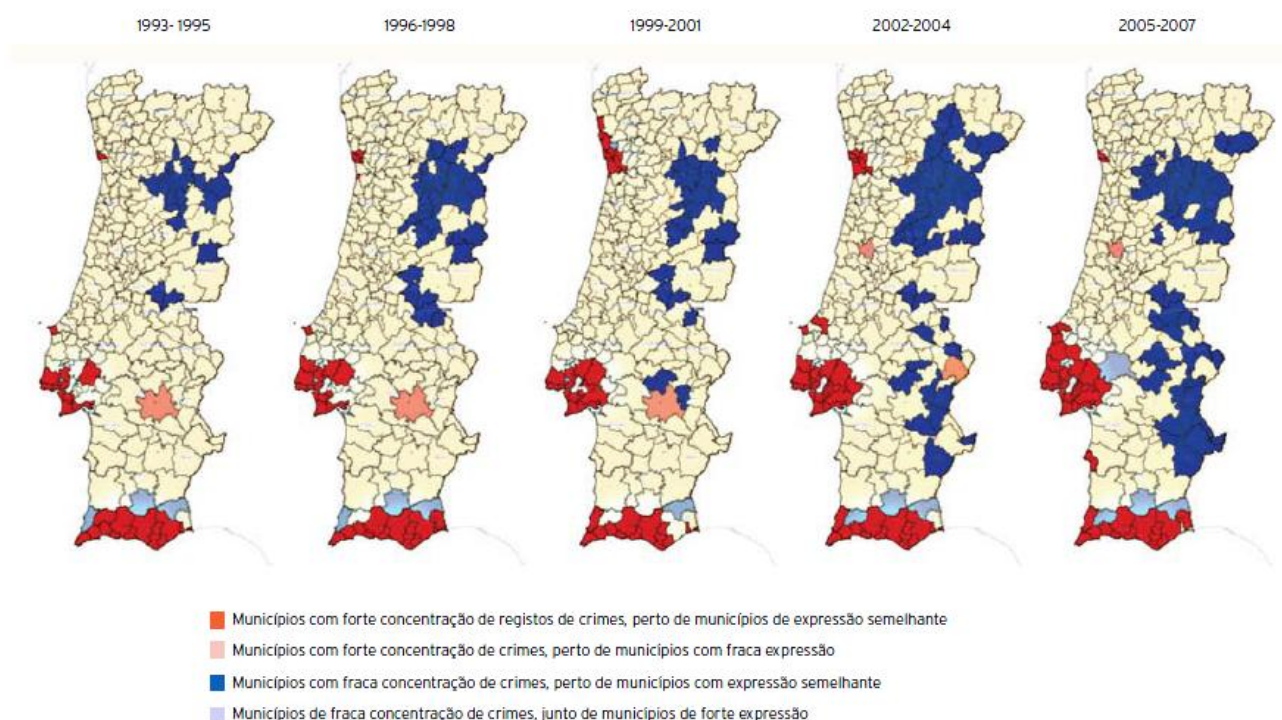 1993- 1995
1996-1998
1999-2001
2002-2004
2005-2007
Municípios com forte concentração de registos de crimes, perto de municípios de expressão semelhante
Municípios com forte concentração de crimes, perto de municípios com fraca expressão
Municípios com fraca concentração de crimes, perto de municípios com expressão semelhante
Municípios de fraca concentração de crimes, junto de municípios de forte expressão